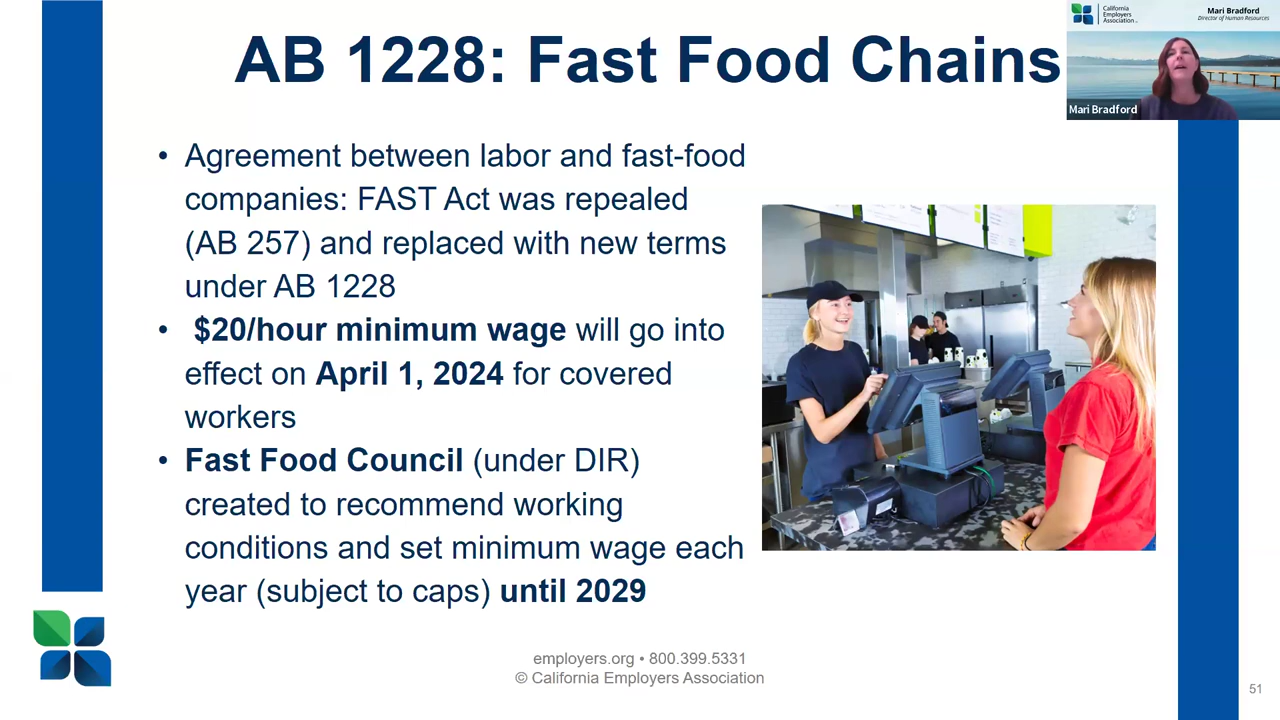 AB 1228: Fast Food Chains
California
Employers
Association
Mari Bradford
Director of Human Resources
Mari Bradford
• Agreement between labor and fast-food
companies: FAST Act was repealed
(AB 257) and replaced with new terms
under AB 1228
• $20/hour minimum wage will go into
effect on April 1, 2024 for covered
workers
• Fast Food Council (under DIR)
created to recommend working
conditions and set minimum wage each
year (subject to caps) until 2029
employers.org • 800.399.5331
© California Employers Association
51